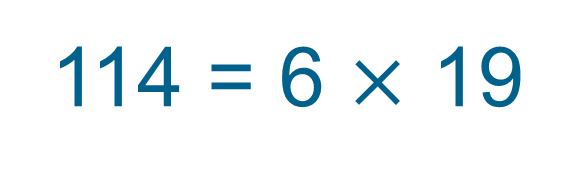 114 = 6 × 19